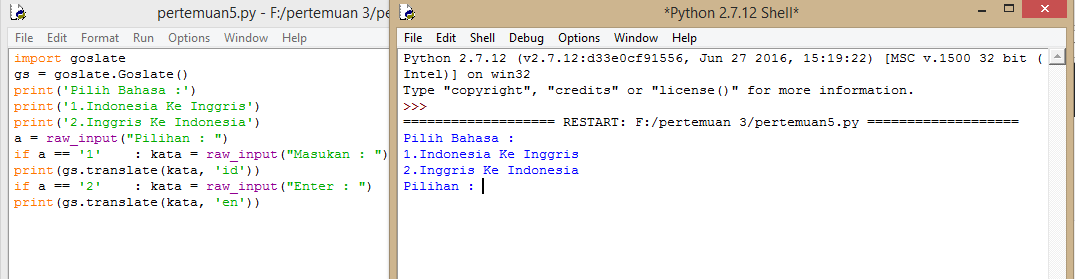 pertemuan5.py - F:/pertemuan 3/pe
File Edit Format Run Options Window Help
import goslate
gs = goslate.Goslate()
print('Pilih Bahasa :')
print('1.Indonesia Ke Inggris')
print('2.Inggris Ke Indonesia')
a = raw_input("Pilihan : ")
if a == '1'    : kata = raw_input("Masukan : ")
print(gs.translate(kata, 'id'))
if a == '2'    : kata = raw_input("Enter : ")
print(gs.translate(kata, 'en'))
*Python 2.7.12 Shell*
File Edit Shell Debug Options Window Help
Python 2.7.12 (v2.7.12:d33e0cf91556, Jun 27 2016, 15:19:22) [MSC v.1500 32 bit (
Intel)] on win32
Type "copyright", "credits" or "license()" for more information.
>>>
=================== RESTART: F:/pertemuan 3/pertemuan5.py ===================
Pilih Bahasa :
1.Indonesia Ke Inggris
2.Inggris Ke Indonesia
Pilihan :